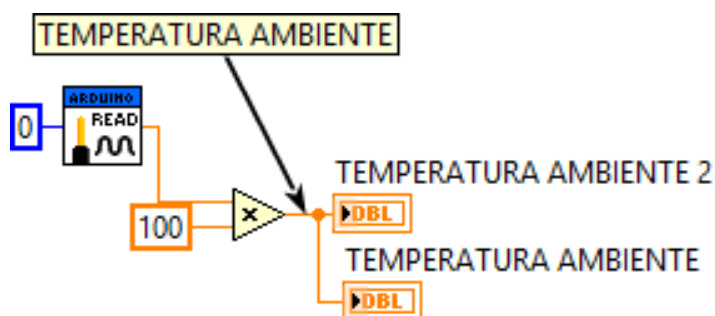 TEMPERATURA AMBIENTE
ARDUINO
READ
0
TEMPERATURA AMBIENTE 2
100
×
DBL
TEMPERATURA AMBIENTE
DBL